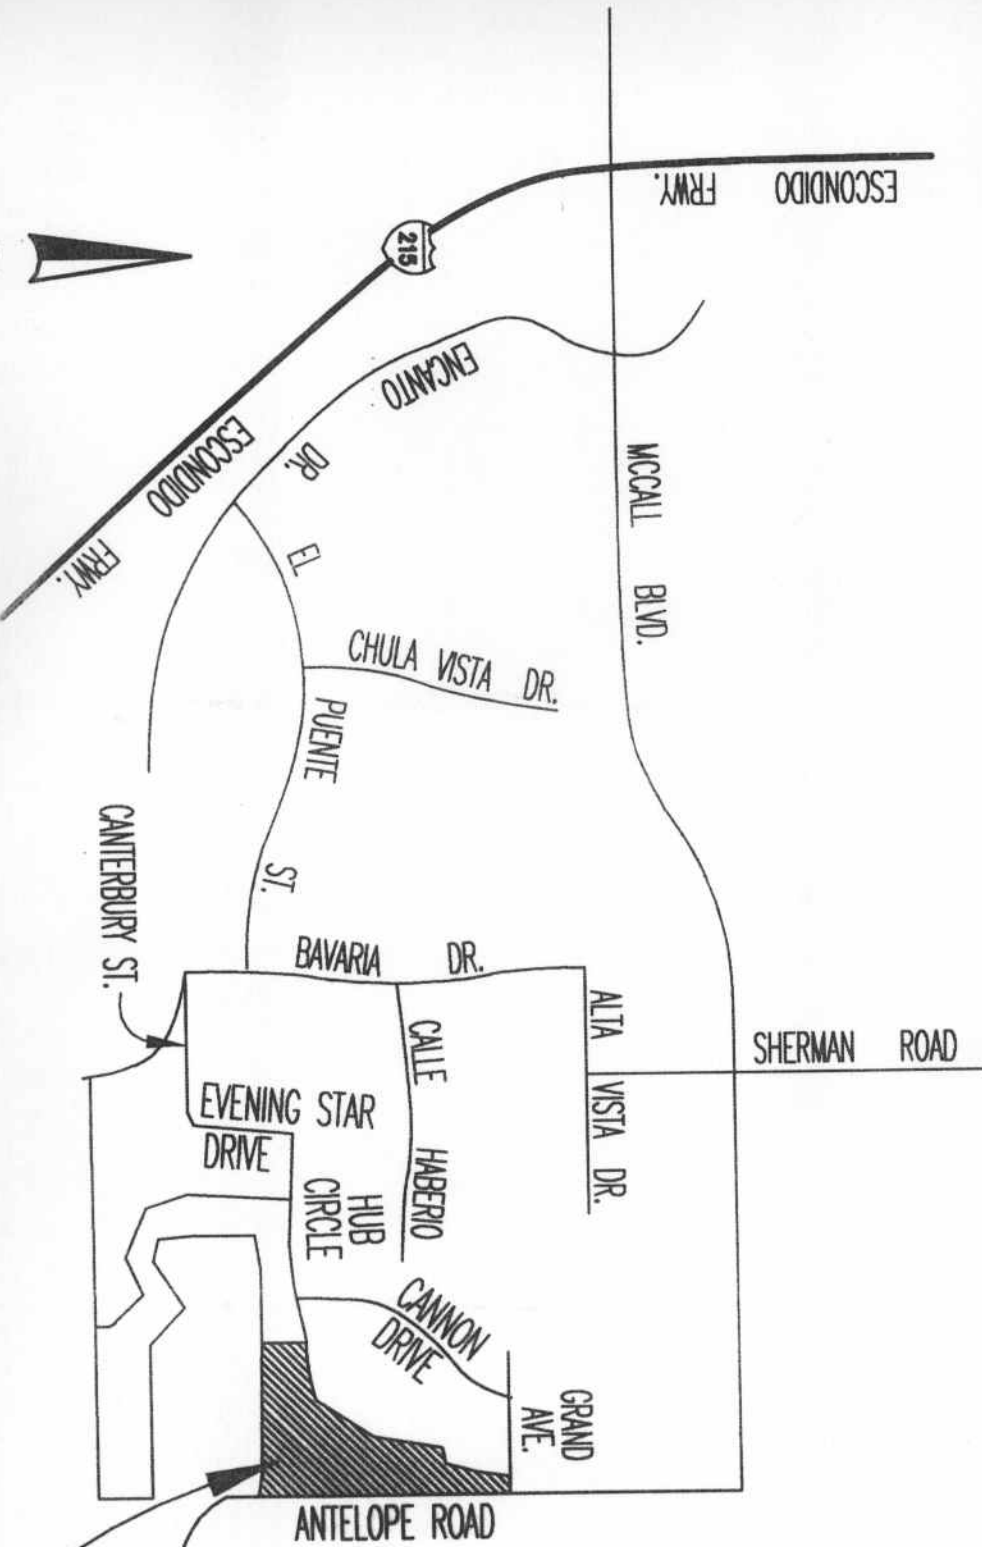 ESCONDIDO FRWY.
215
ENCANTO DR.
ESCONDIDO FRWY.
MCCALL BLVD.
EL PUENTE ST.
CHULA VISTA DR.
CANTERBURY ST.
BAVARIA DR.
ALTA VISTA DR.
SHERMAN ROAD
CALLE HABERIO
EVENING STAR
DRIVE
HUB
CIRCLE
CANNON
DRIVE
GRAND
AVE.
ANTELOPE ROAD